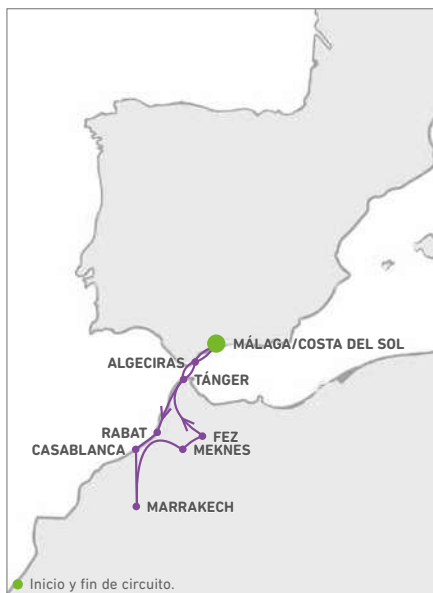 MÁLAGA/COSTA DEL SOL
ALGECIRAS
TÁNGER
RABAT
FEZ
CASABLANCA
MEKNES
MARRAKECH
Inicio y fin de circuito.